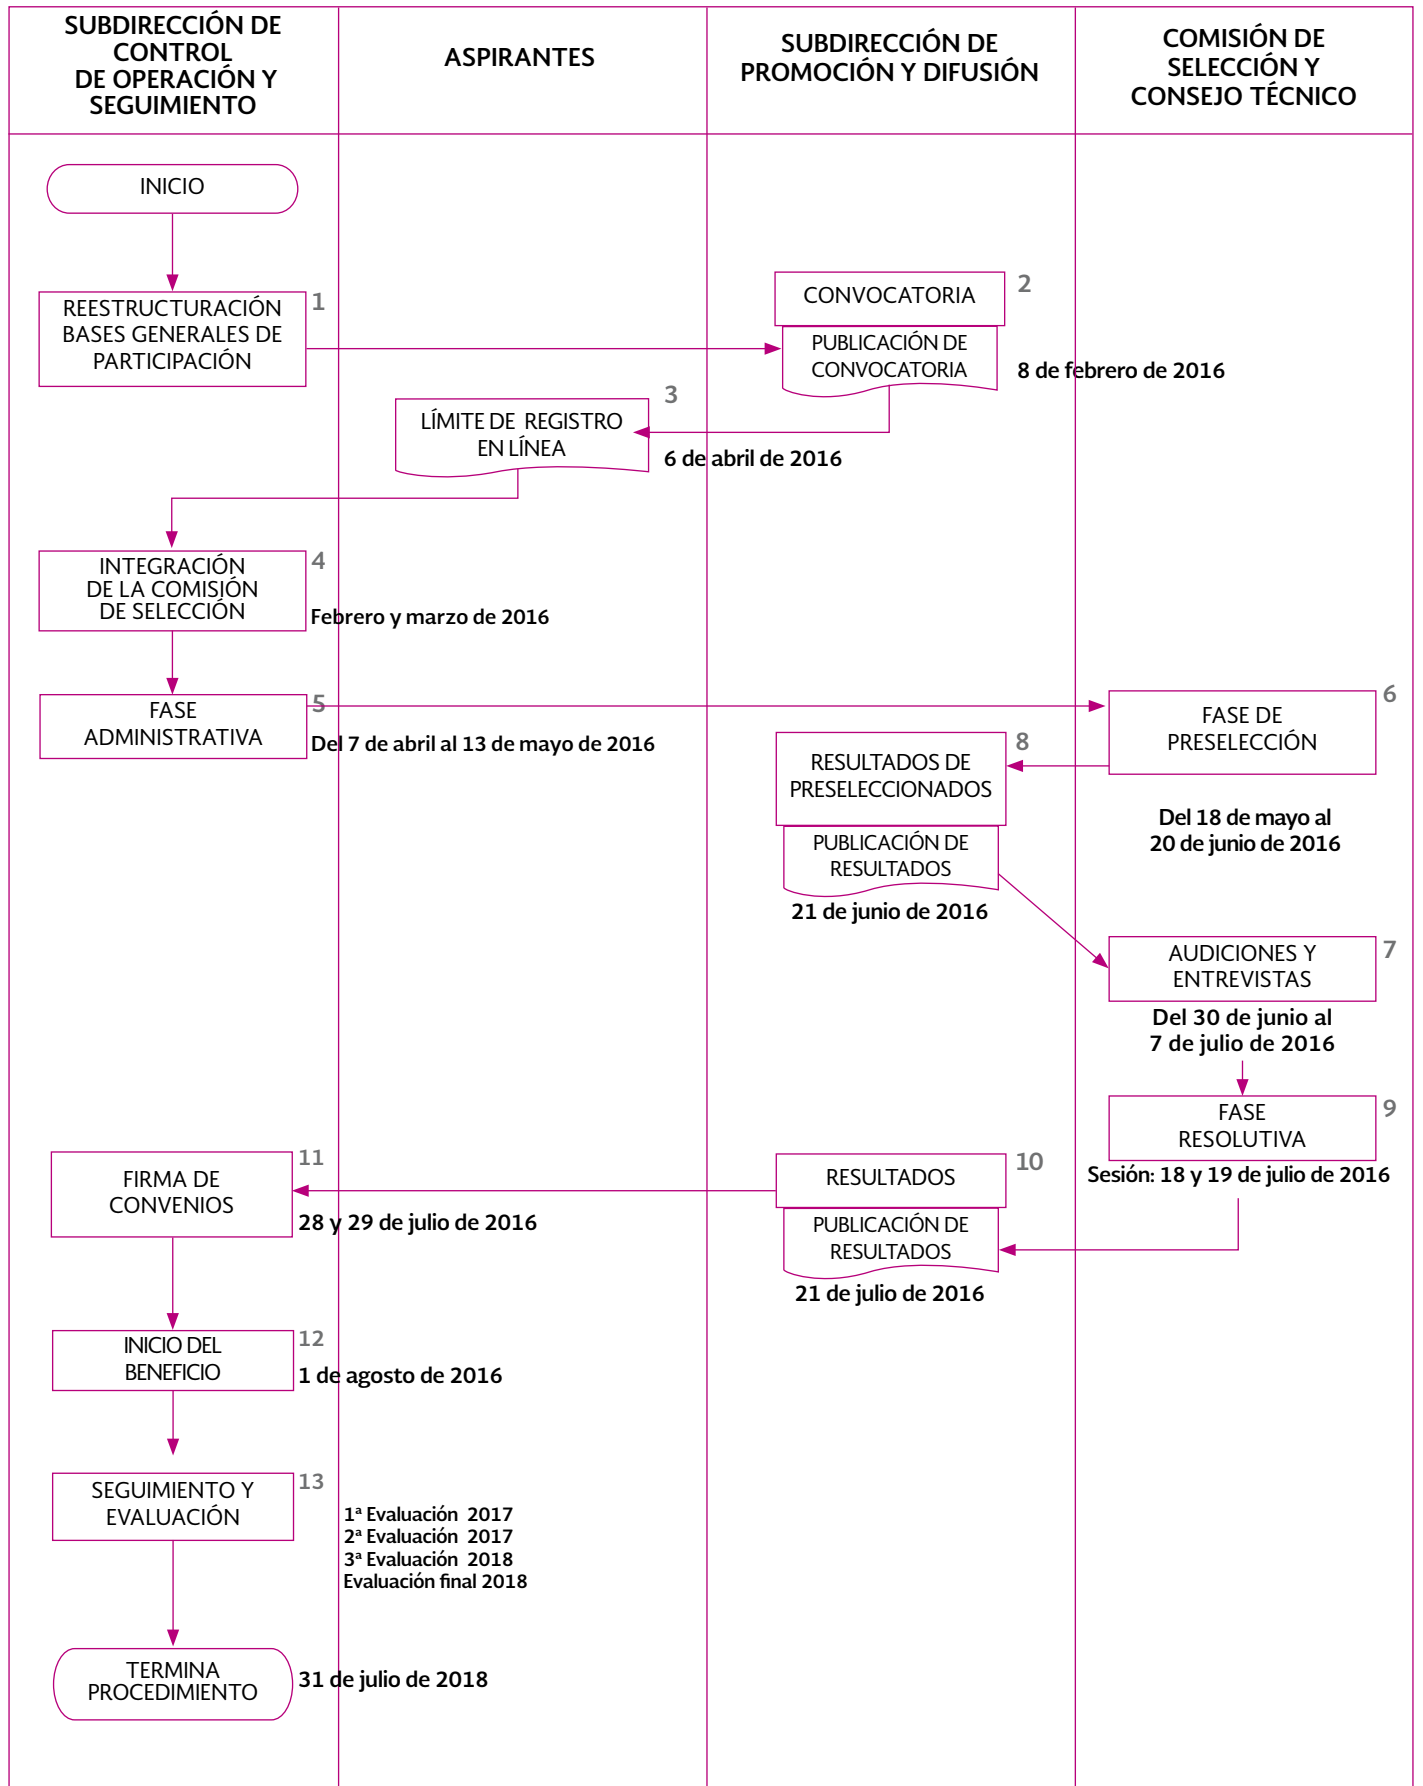 SUBDIRECCIÓN DE
CONTROL
DE OPERACIÓN Y
SEGUIMIENTO
ASPIRANTES
SUBDIRECCIÓN DE
PROMOCIÓN Y DIFUSIÓN
COMISIÓN DE
SELECCIÓN Y
CONSEJO TÉCNICO
INICIO
1
REESTRUCTURACIÓN
BASES GENERALES DE
PARTICIPACIÓN
2
CONVOCATORIA
PUBLICACIÓN DE
CONVOCATORIA
8 de febrero de 2016
3
LÍMITE DE REGISTRO
EN LÍNEA
6 de abril de 2016
4
INTEGRACIÓN
DE LA COMISIÓN
DE SELECCIÓN
Febrero y marzo de 2016
5
FASE
ADMINISTRATIVA
Del 7 de abril al 13 de mayo de 2016
6
FASE DE
PRESELECCIÓN
Del 18 de mayo al
20 de junio de 2016
8
RESULTADOS DE
PRESELECCIONADOS
PUBLICACIÓN DE
RESULTADOS
21 de junio de 2016
7
AUDICIONES Y
ENTREVISTAS
Del 30 de junio al
7 de julio de 2016
9
FASE
RESOLUTIVA
Sesión: 18 y 19 de julio de 2016
10
RESULTADOS
PUBLICACIÓN DE
RESULTADOS
21 de julio de 2016
11
FIRMA DE
CONVENIOS
28 y 29 de julio de 2016
12
INICIO DEL
BENEFICIO
1 de agosto de 2016
13
SEGUIMIENTO Y
EVALUACIÓN
1ª Evaluación 2017
2ª Evaluación 2017
3ª Evaluación 2018
Evaluación final 2018
TERMINA
PROCEDIMIENTO
31 de julio de 2018